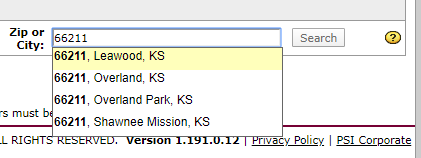 Zip or City: 66211 Search ?
66211, Leawood, KS
66211, Overland, KS
66211, Overland Park, KS
66211, Shawnee Mission, KS
rs must be
ALL RIGHTS RESERVED. Version 1.191.0.12 | Privacy Policy | PSI Corporate